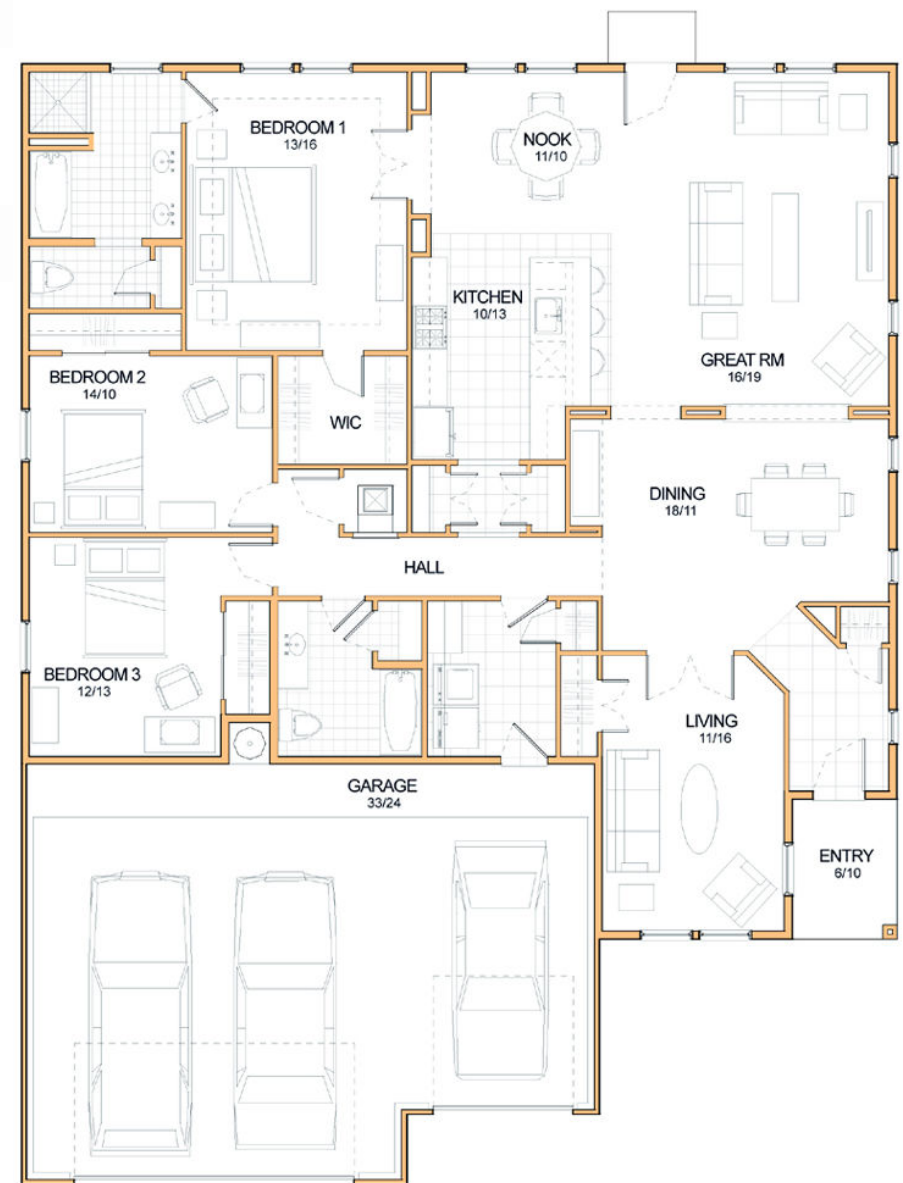 BEDROOM 1
13/16
NOOK
11/10
KITCHEN
10/13
GREAT RM
16/19
BEDROOM 2
14/10
WIC
DINING
18/11
HALL
BEDROOM 3
12/13
LIVING
11/16
GARAGE
33/24
ENTRY
6/10